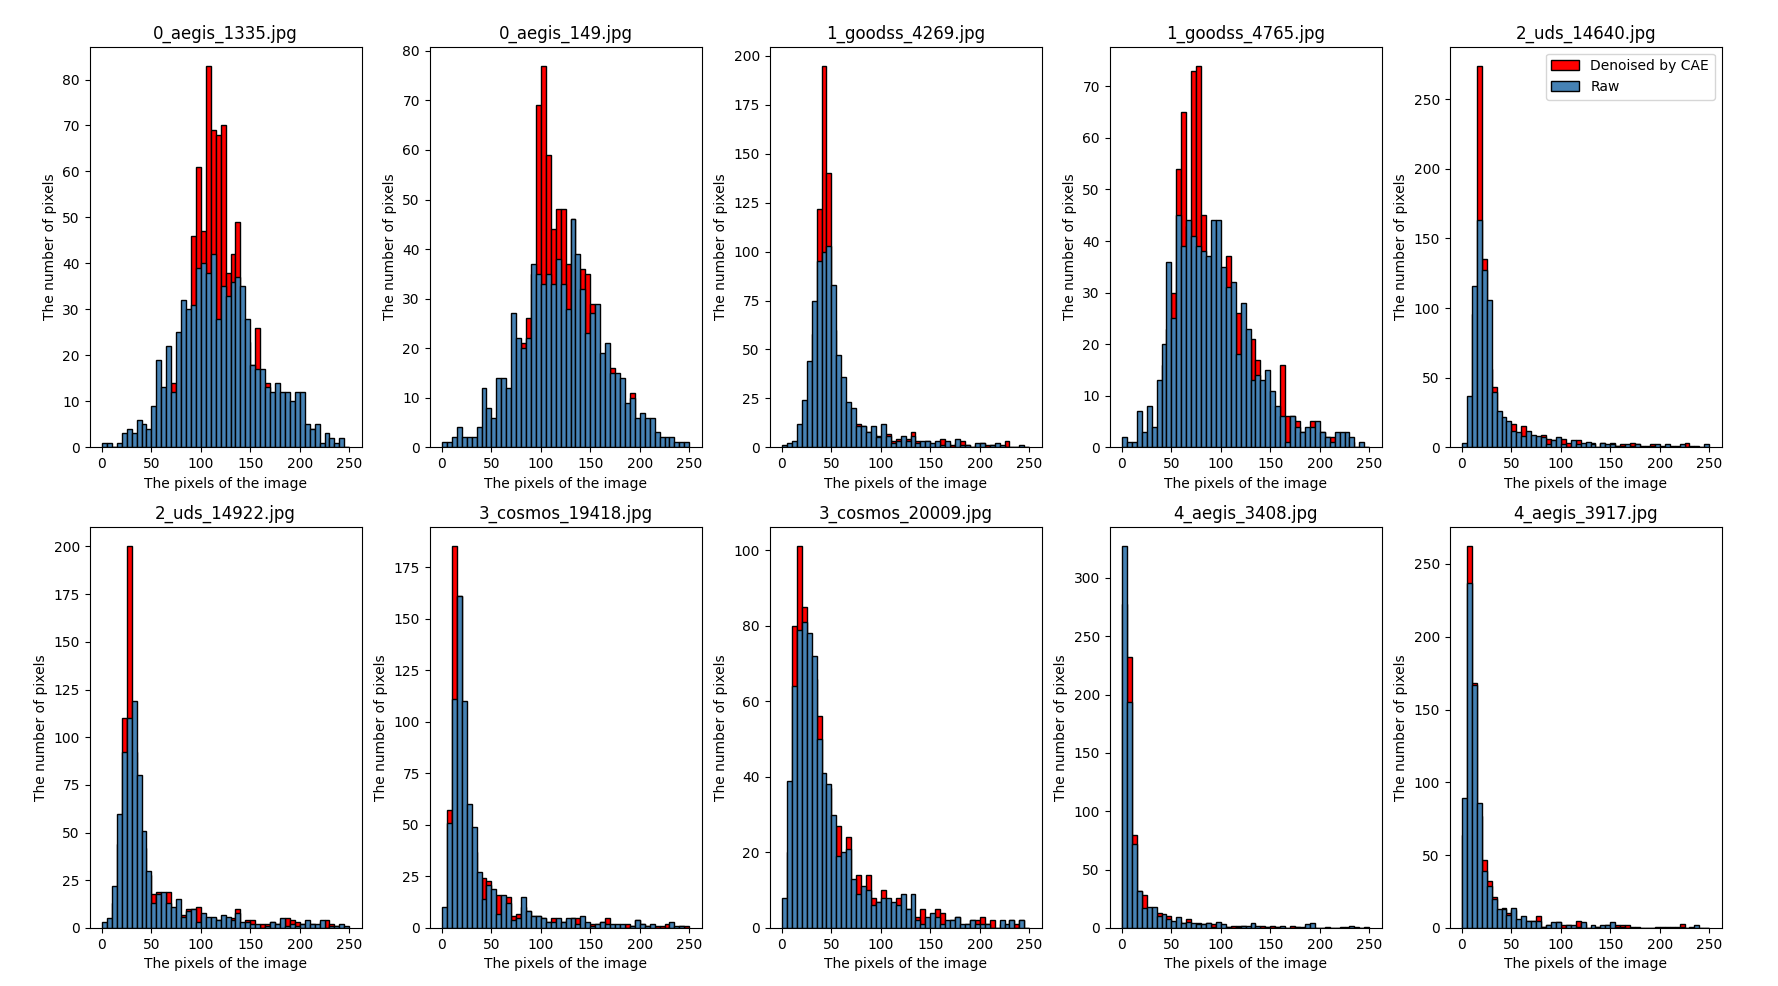 0_aegis_1335.jpg
0_aegis_149.jpg
1_goodss_4269.jpg
1_goodss_4765.jpg
2_uds_14640.jpg
Denoised by CAE
Raw
The number of pixels
80
70
60
50
40
30
20
10
0
0 50 100 150 200 250
The pixels of the image
The number of pixels
80
70
60
50
40
30
20
10
0
0 50 100 150 200 250
The pixels of the image
The number of pixels
200
175
150
125
100
75
50
25
0
0 50 100 150 200 250
The pixels of the image
The number of pixels
70
60
50
40
30
20
10
0
0 50 100 150 200 250
The pixels of the image
The number of pixels
250
200
150
100
50
0
0 50 100 150 200 250
The pixels of the image
2_uds_14922.jpg
3_cosmos_19418.jpg
3_cosmos_20009.jpg
4_aegis_3408.jpg
4_aegis_3917.jpg
The number of pixels
200
175
150
125
100
75
50
25
0
0 50 100 150 200 250
The pixels of the image
The number of pixels
175
150
125
100
75
50
25
0
0 50 100 150 200 250
The pixels of the image
The number of pixels
100
80
60
40
20
0
0 50 100 150 200 250
The pixels of the image
The number of pixels
300
250
200
150
100
50
0
0 50 100 150 200 250
The pixels of the image
The number of pixels
250
200
150
100
50
0
0 50 100 150 200 250
The pixels of the image